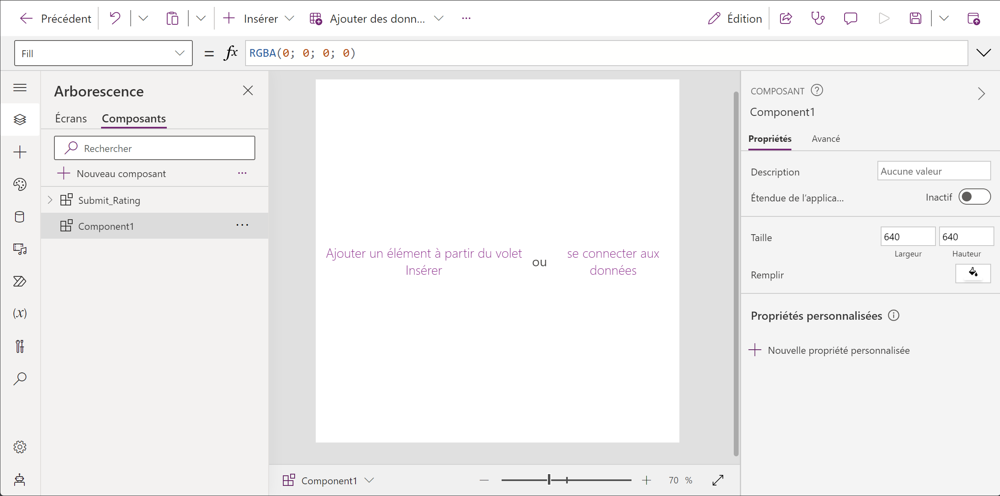 Précédent
Insérer
Ajouter des donn...
Édition
Fill
= fx RGBA(0; 0; 0; 0)
Arborescence
Écrans
Composants
Rechercher
Nouveau composant
Submit_Rating
Component1
(x)
Ajouter un élément à partir du volet
Insérer
ou
se connecter aux
données
Component1
70 %
COMPOSANT
Component1
Propriétés
Avancé
Description
Aucune valeur
Étendue de l’applica...
Inactif
Taille
640
640
Largeur
Hauteur
Remplir
Propriétés personnalisées
Nouvelle propriété personnalisée